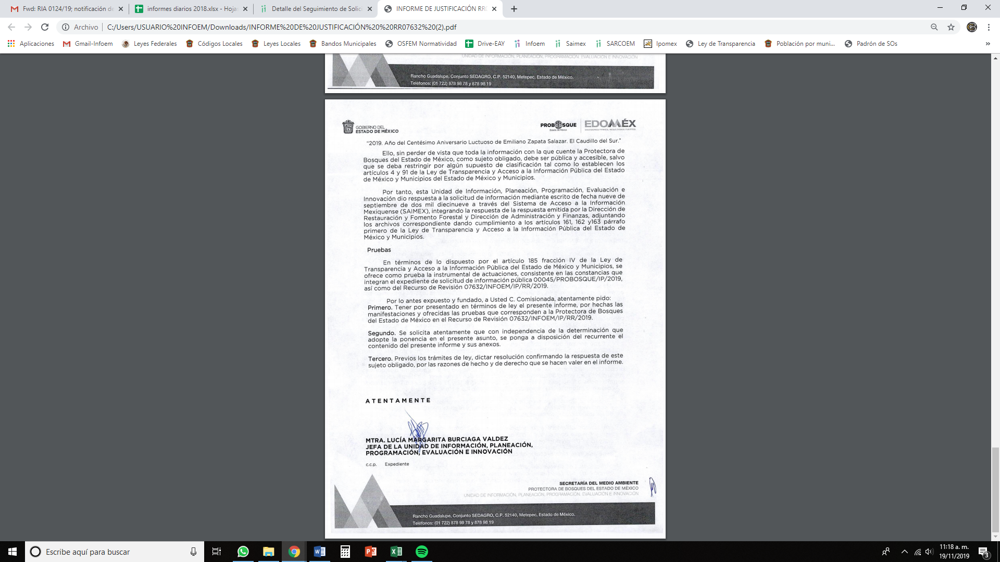 Fwd: RIA 0124/19; notificación de
informes diarios 2018.xlsx - Hoja
Detalle del Seguimiento de Solici
INFORME DE JUSTIFICACIÓN RR0
Archivo
C:/Users/USUARIO%20INFOEM/Downloads/INFORME%20DE%20JUSTIFICACIÓN%20%20RR07632%20(2).pdf
Aplicaciones
Gmail-Infoem
Leyes Federales
Códigos Locales
Leyes Locales
Bandos Municipales
OSFEM Normatividad
Drive-EAY
Infoem
Saimex
SARCOEM
Ipomex
Ley de Transparencia
Población por muni...
Padrón de SOs
»
UNIDAD DE INFORMACIÓN, PLANEACIÓN, PROGRAMACIÓN, EVALUACIÓN E INNOVACIÓN
Rancho Guadalupe, Conjunto SEDAGRO, C.P. 52140, Metepec, Estado de México.
Teléfonos: (01 722) 878 98 78 y 878 98 19
GOBIERNO DEL
ESTADO DE MÉXICO
PROBOSQUE
Estado de México
EDOMÉX
DECISIONES FIRMES, RESULTADOS FUERTES
“2019. Año del Centésimo Aniversario Luctuoso de Emiliano Zapata Salazar. El Caudillo del Sur.”
Ello, sin perder de vista que toda la información con la que cuente la Protectora de
Bosques del Estado de México, como sujeto obligado, debe ser pública y accesible, salvo
que se deba restringir por algún supuesto de clasificación tal como lo establecen los
artículos 4 y 91 de la Ley de Transparencia y Acceso a la Información Pública del Estado
de México y Municipios del Estado de México y Municipios.
Por tanto, esta Unidad de Información, Planeación, Programación, Evaluación e
Innovación dio respuesta a la solicitud de información mediante escrito de fecha nueve de
septiembre de dos mil diecinueve a través del Sistema de Acceso a la Información
Mexiquense (SAIMEX), integrando la respuesta de la respuesta emitida por la Dirección de
Restauración y Fomento Forestal y Dirección de Administración y Finanzas, adjuntando
los archivos correspondiente dando cumplimiento a los artículos 161, 162 y163 párrafo
primero de la Ley de Transparencia y Acceso a la Información Pública del Estado de
México y Municipios.
Pruebas
En términos de lo dispuesto por el artículo 185 fracción IV de la Ley de
Transparencia y Acceso a la Información Pública del Estado de México y Municipios, se
ofrece como prueba la instrumental de actuaciones, consistente en las constancias que
integran el expediente de solicitud de información pública 00045/PROBOSQUE/IP/2019,
así como del Recurso de Revisión 07632/INFOEM/IP/RR/2019.
Por lo antes expuesto y fundado, a Usted C. Comisionada, atentamente pido:
Primero. Tener por presentado en términos de ley el presente informe, por hechas las
manifestaciones y ofrecidas las pruebas que corresponden a la Protectora de Bosques
del Estado de México en el Recurso de Revisión 07632/INFOEM/IP/RR/2019.
Segundo. Se solicita atentamente que con independencia de la determinación que
adopte la ponencia en el presente asunto, se ponga a disposición del recurrente el
contenido del presente informe y sus anexos.
Tercero. Previos los trámites de ley, dictar resolución confirmando la respuesta de este
sujeto obligado, por las razones de hecho y de derecho que se hacen valer en el informe.
A T E N T A M E N T E
MTRA. LUCÍA MARGARITA BURCIAGA VALDEZ
JEFA DE LA UNIDAD DE INFORMACIÓN, PLANEACIÓN,
PROGRAMACIÓN, EVALUACIÓN E INNOVACIÓN
c.c.p. Expediente
SECRETARÍA DEL MEDIO AMBIENTE
PROTECTORA DE BOSQUES DEL ESTADO DE MÉXICO
UNIDAD DE INFORMACIÓN, PLANEACIÓN, PROGRAMACIÓN, EVALUACIÓN E INNOVACIÓN
Rancho Guadalupe, Conjunto SEDAGRO, C.P. 52140, Metepec, Estado de México.
Teléfonos: (01 722) 878 98 78 y 878 98 19
Escribe aquí para buscar
11:18 a. m.
19/11/2019
3